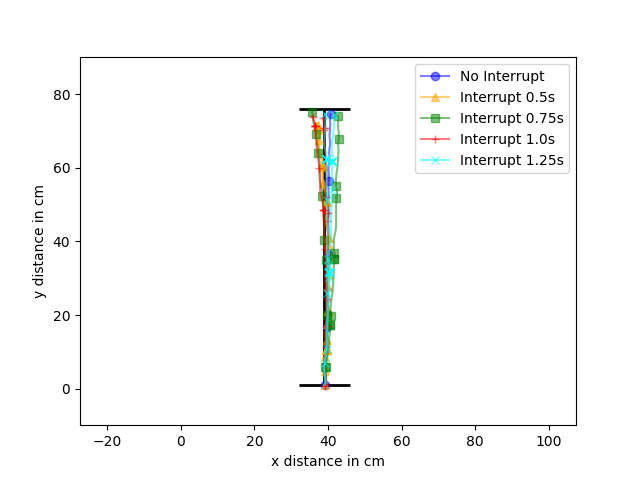 No Interrupt
Interrupt 0.5s
Interrupt 0.75s
Interrupt 1.0s
Interrupt 1.25s
y distance in cm
80
60
40
20
0
−20 0 20 40 60 80 100
x distance in cm